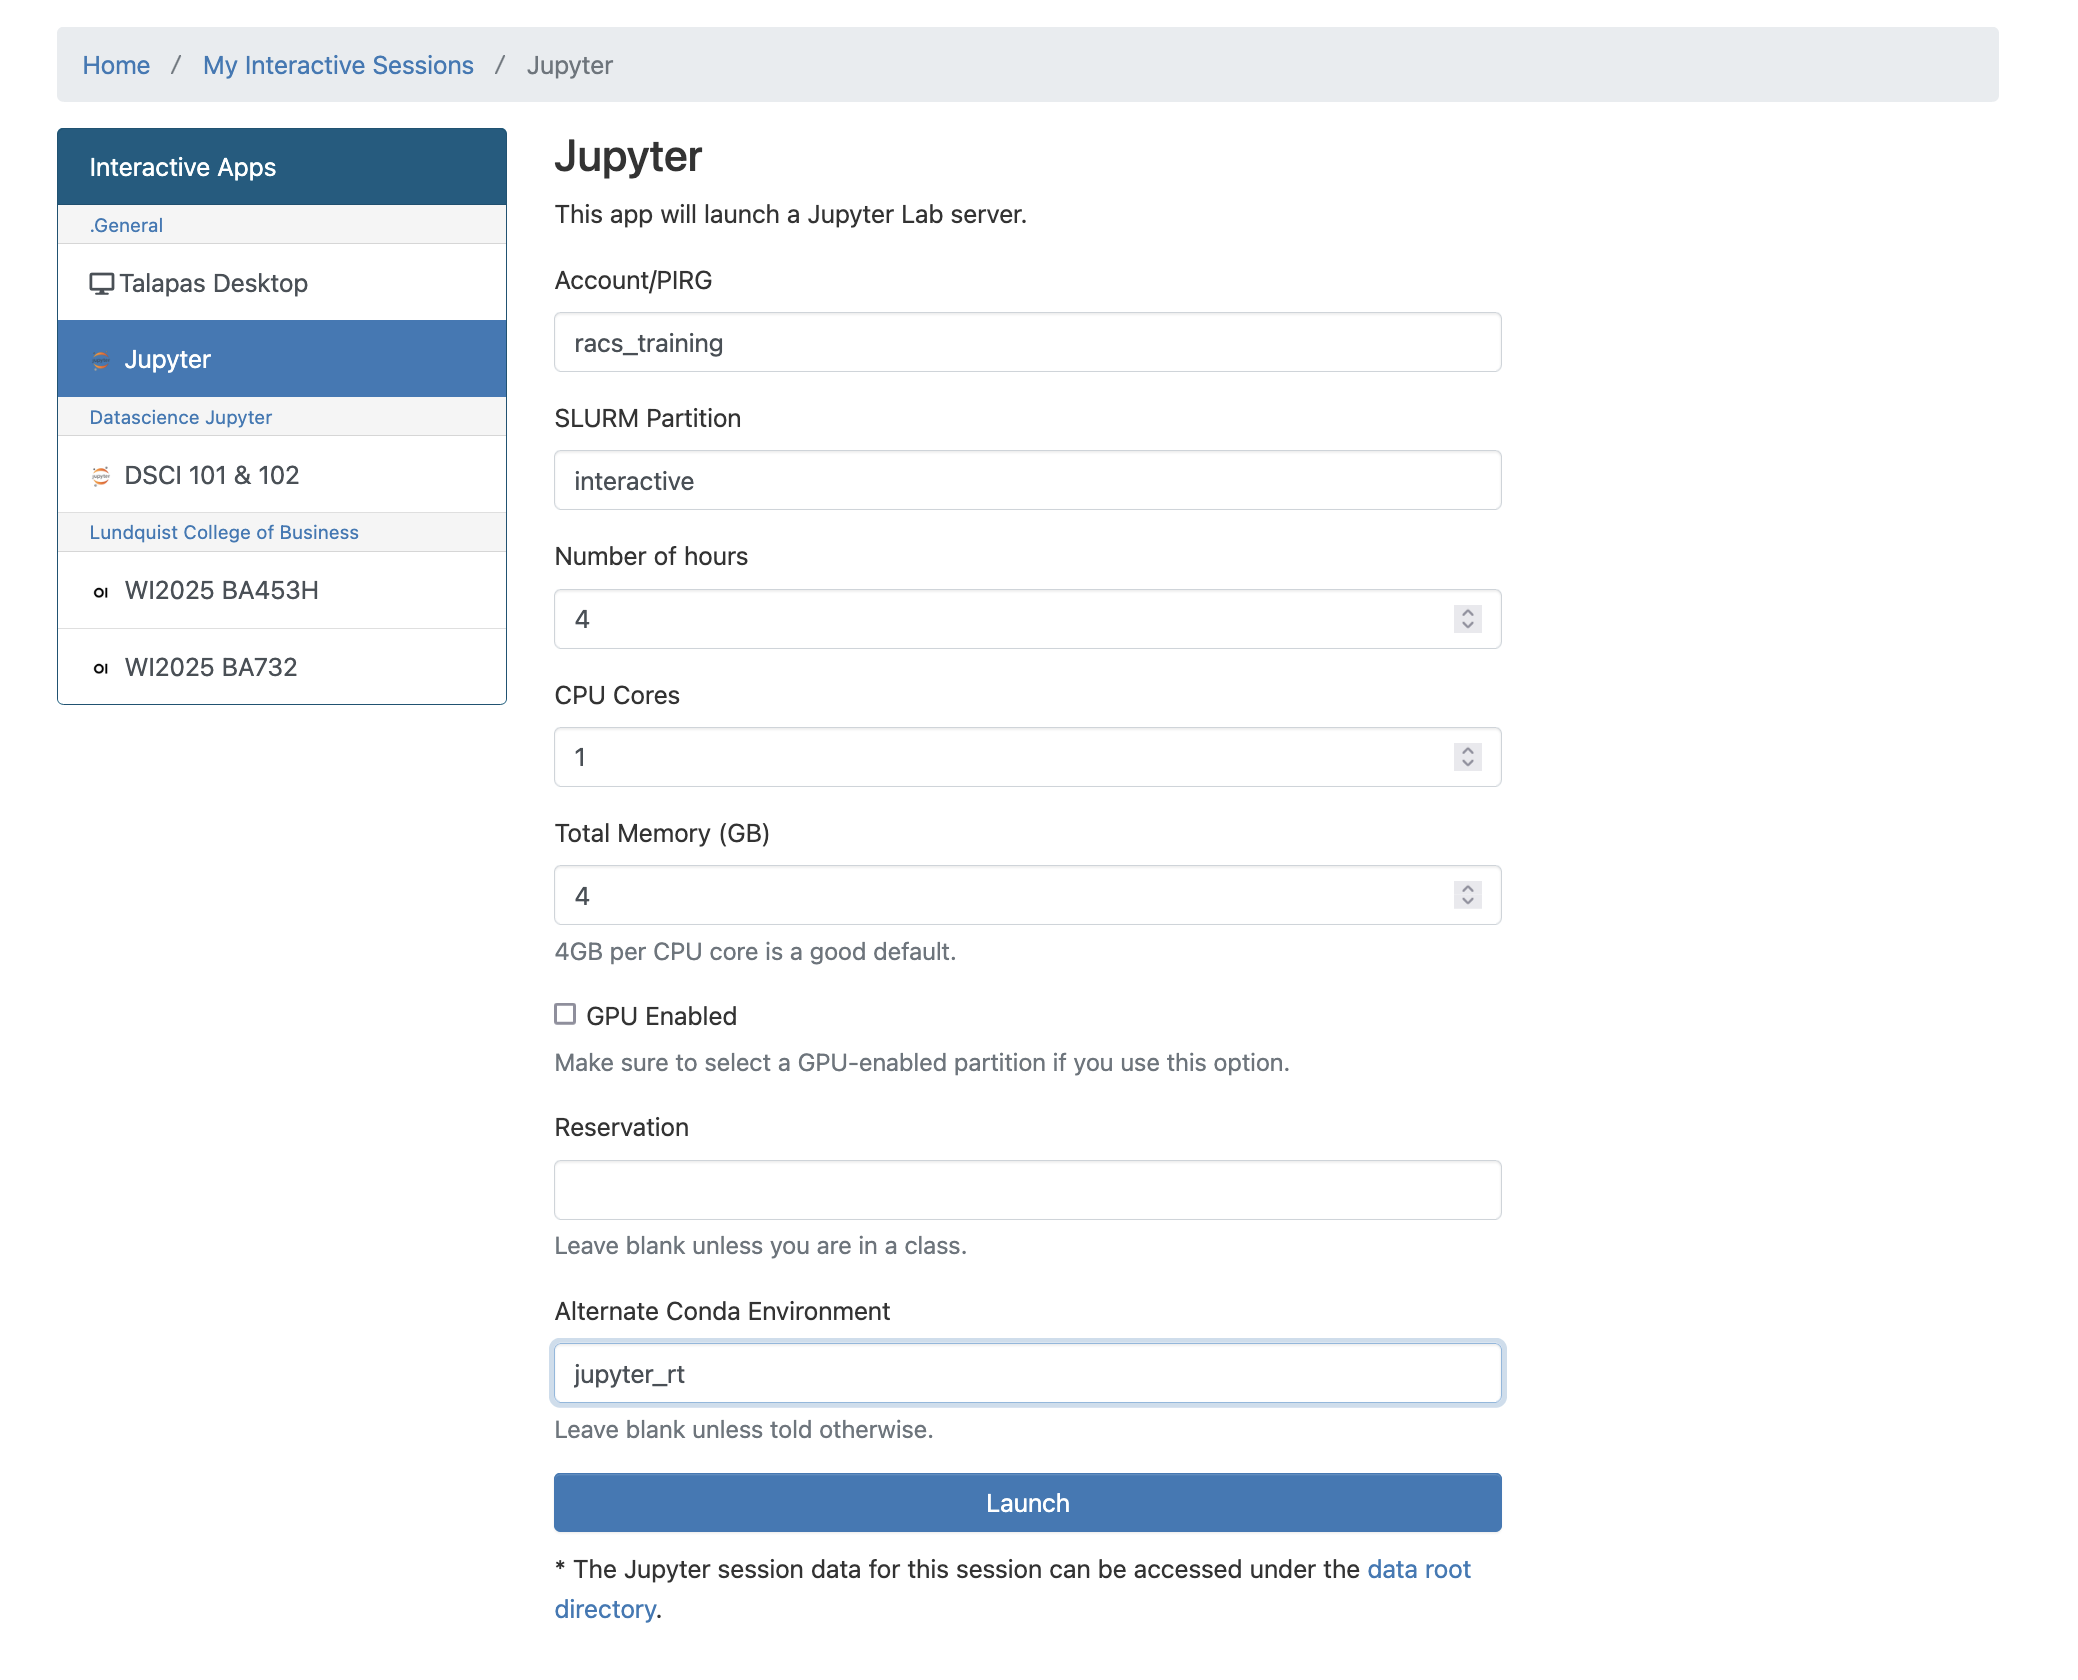 Home / My Interactive Sessions / Jupyter
Interactive Apps
.General
Talapas Desktop
Jupyter
Datascience Jupyter
DSCI 101 & 102
Lundquist College of Business
OI WI2025 BA453H
OI WI2025 BA732
Jupyter
This app will launch a Jupyter Lab server.
Account/PIRG
racs_training
SLURM Partition
interactive
Number of hours
4
CPU Cores
1
Total Memory (GB)
4
4GB per CPU core is a good default.
GPU Enabled
Make sure to select a GPU-enabled partition if you use this option.
Reservation
Leave blank unless you are in a class.
Alternate Conda Environment
jupyter_rt
Leave blank unless told otherwise.
Launch
* The Jupyter session data for this session can be accessed under the data root
directory.